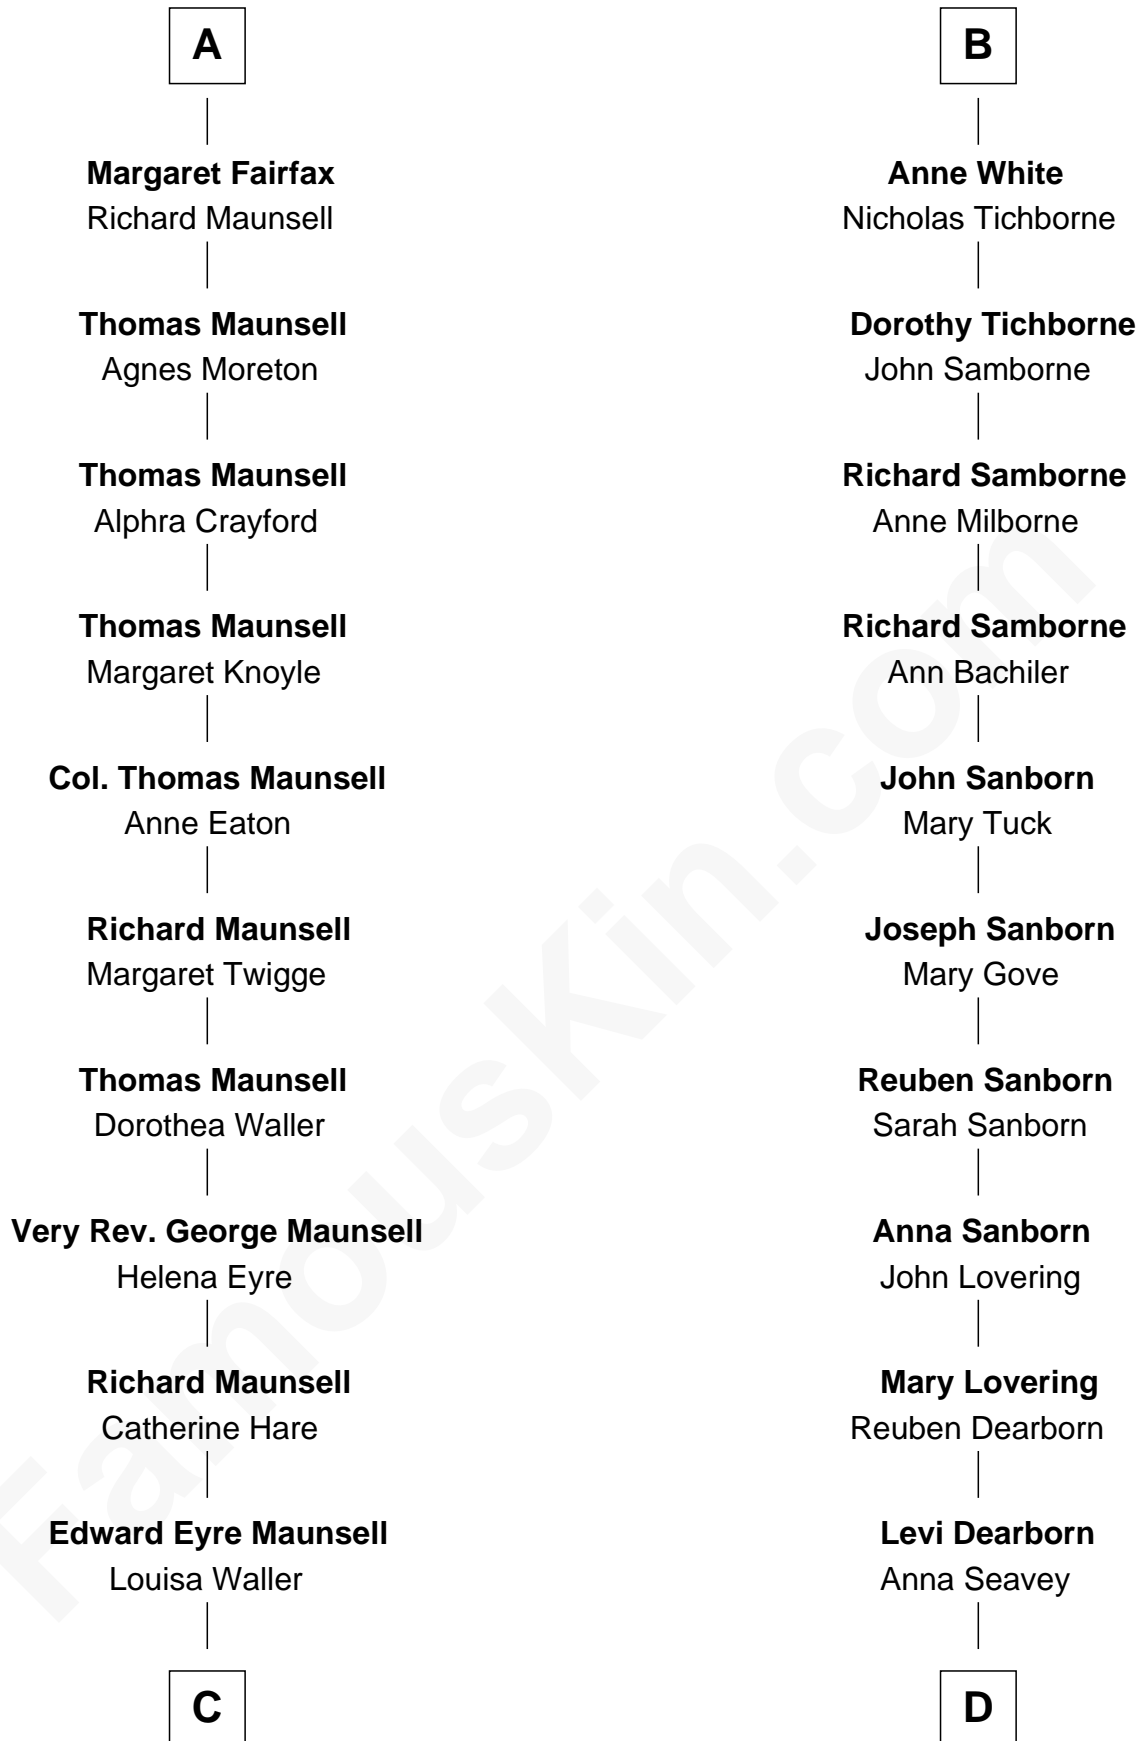 A
Margaret Fairfax
Richard Maunsell
Thomas Maunsell
Agnes Moreton
Thomas Maunsell
Alphra Crayford
Thomas Maunsell
Margaret Knoyle
Col. Thomas Maunsell
Anne Eaton
Richard Maunsell
Margaret Twigge
Thomas Maunsell
Dorothea Waller
Very Rev. George Maunsell
Helena Eyre
Richard Maunsell
Catherine Hare
Edward Eyre Maunsell
Louisa Waller
C
B
Anne White
Nicholas Tichborne
Dorothy Tichborne
John Samborne
Richard Samborne
Anne Milborne
Richard Samborne
Ann Bachiler
John Sanborn
Mary Tuck
Joseph Sanborn
Mary Gove
Reuben Sanborn
Sarah Sanborn
Anna Sanborn
John Lovering
Mary Lovering
Reuben Dearborn
Levi Dearborn
Anna Seavey
D
FamousKin.com